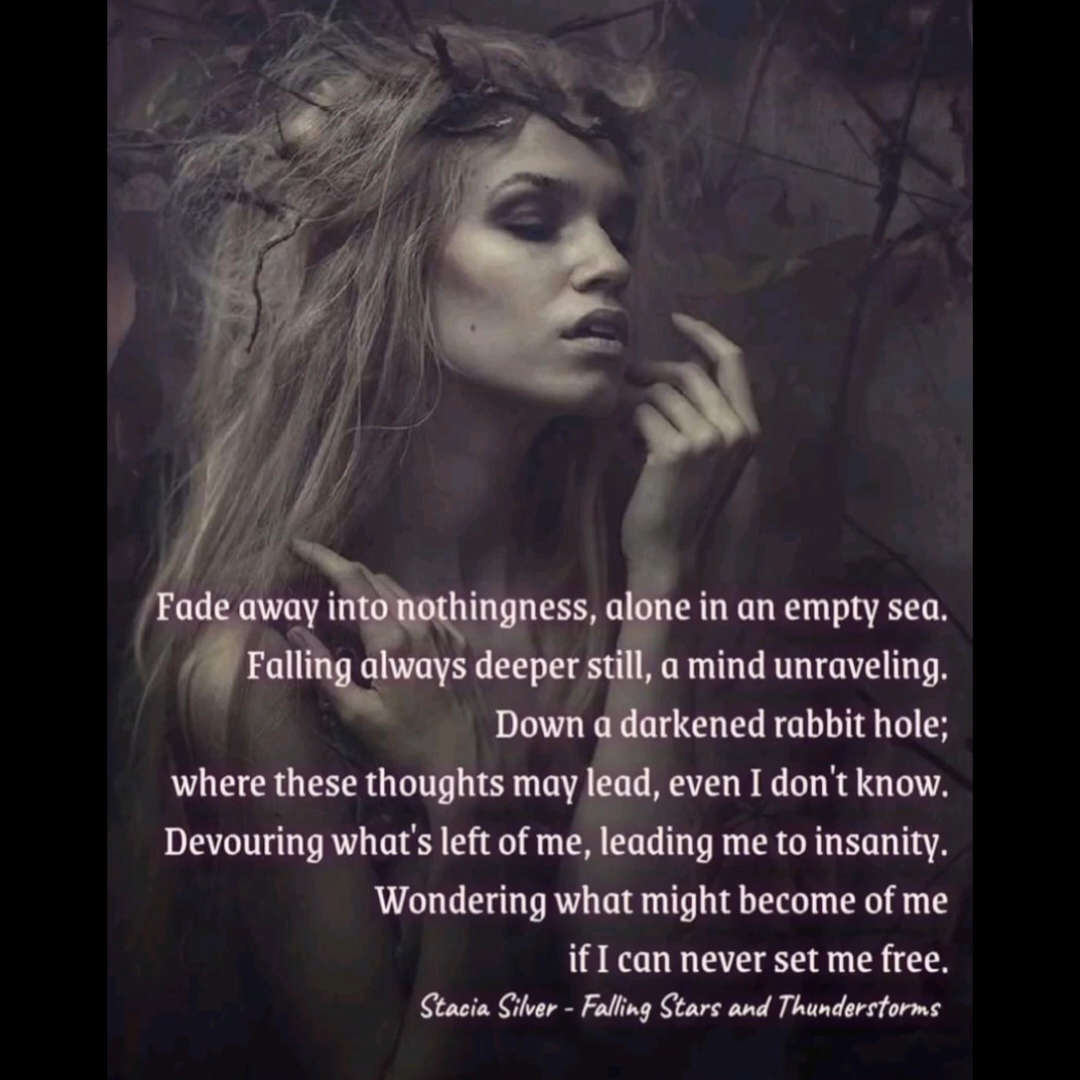 Fade away into nothingness, alone in an empty sea.
Falling always deeper still, a mind unraveling.
Down a darkened rabbit hole;
where these thoughts may lead, even I don't know.
Devouring what's left of me, leading me to insanity.
Wondering what might become of me
if I can never set me free.
Stacia Silver - Falling Stars and Thunderstorms